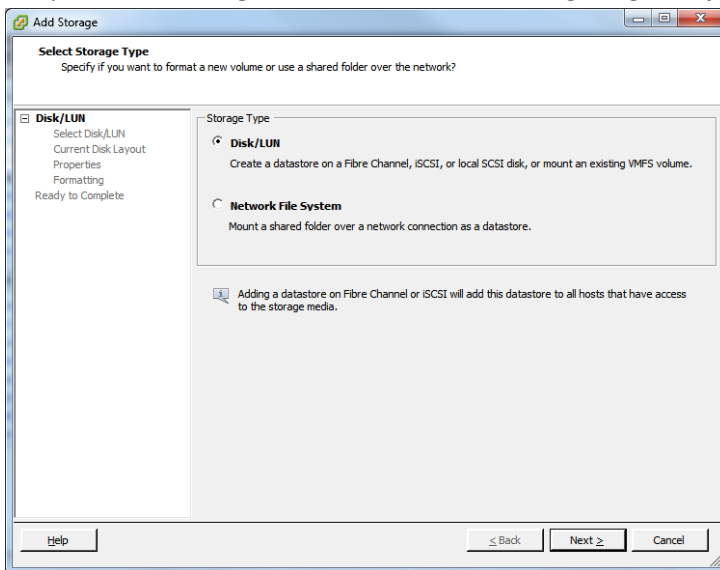 Add Storage
Select Storage Type
Specify if you want to format a new volume or use a shared folder over the network?
Disk/LUN
Select Disk/LUN
Current Disk Layout
Properties
Formatting
Ready to Complete
Storage Type
Disk/LUN
Create a datastore on a Fibre Channel, iSCSI, or local SCSI disk, or mount an existing VMFS volume.
Network File System
Mount a shared folder over a network connection as a datastore.
Adding a datastore on Fibre Channel or iSCSI will add this datastore to all hosts that have access
to the storage media.
Help
≤ Back
Next ≥
Cancel